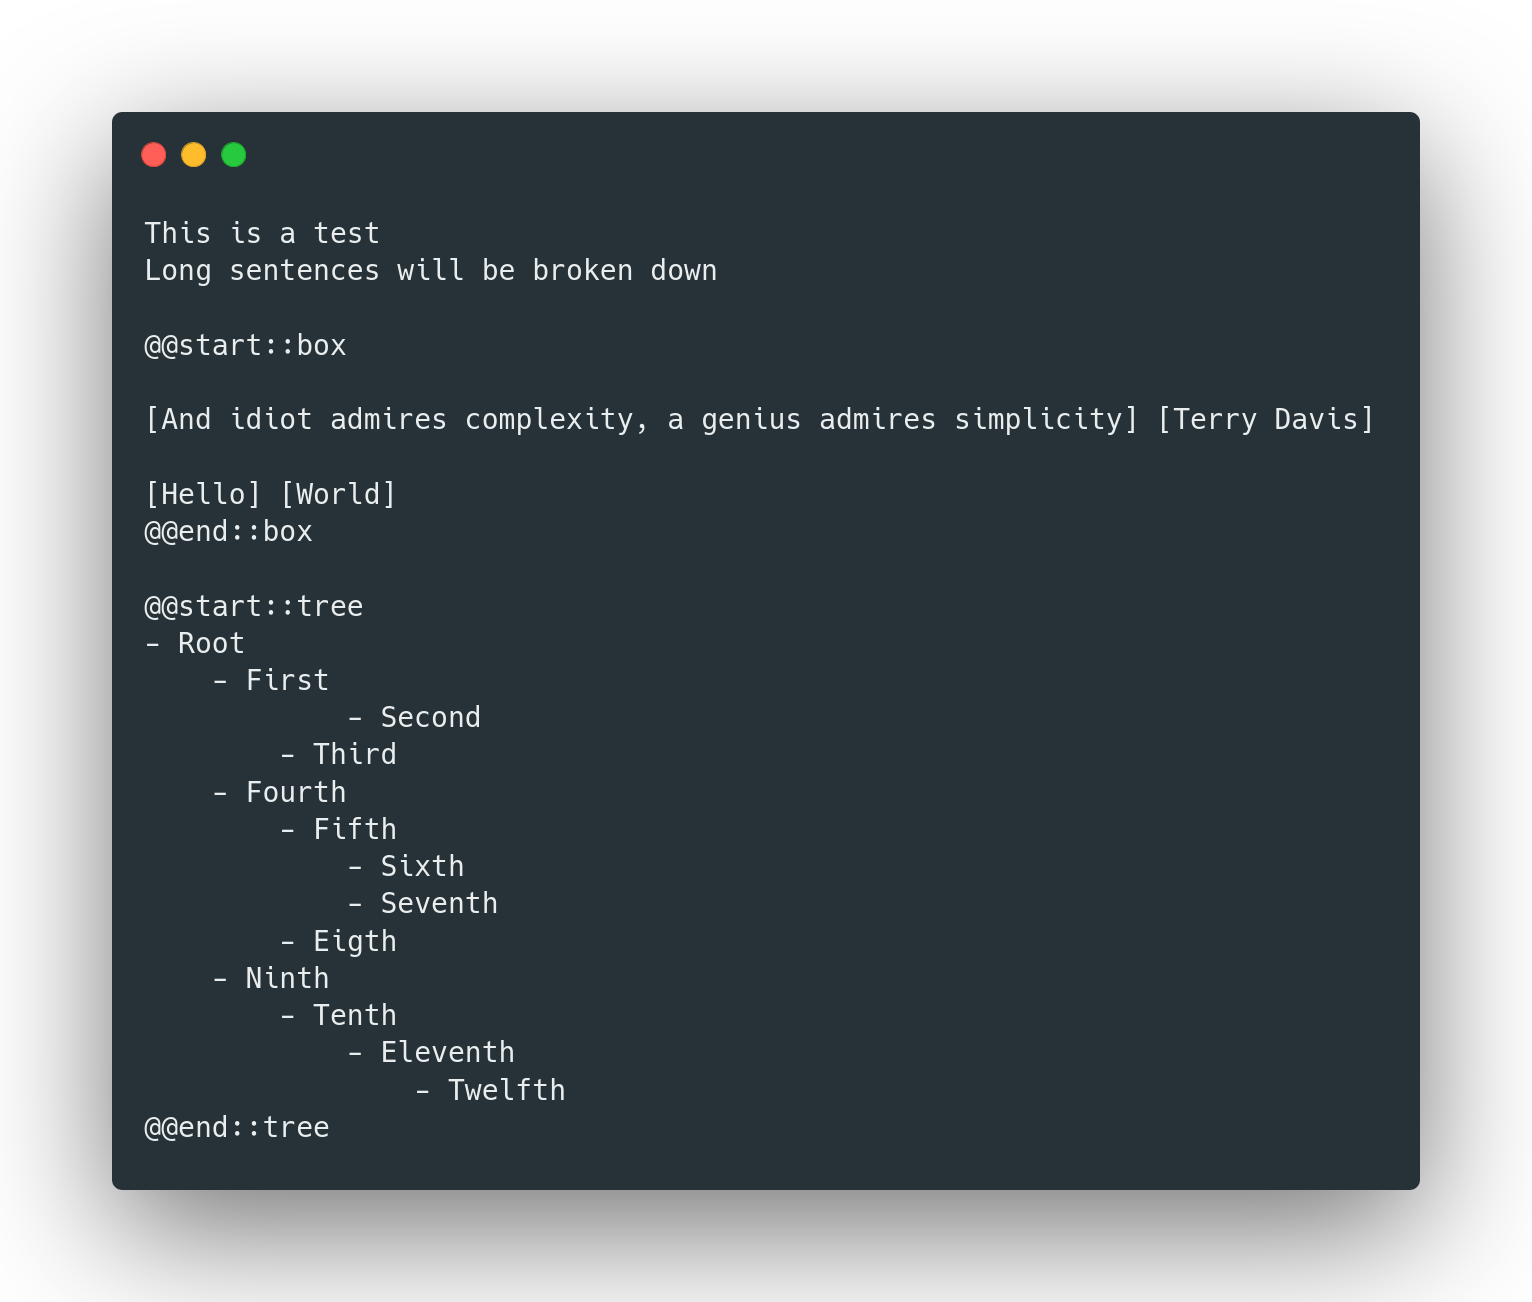 This is a test
Long sentences will be broken down

@@start::box

[And idiot admires complexity, a genius admires simplicity] [Terry Davis]

[Hello] [World]
@@end::box

@@start::tree
- Root
    - First
            - Second
        - Third
    - Fourth
        - Fifth
            - Sixth
            - Seventh
        - Eigth
    - Ninth
        - Tenth
            - Eleventh
                - Twelfth
@@end::tree